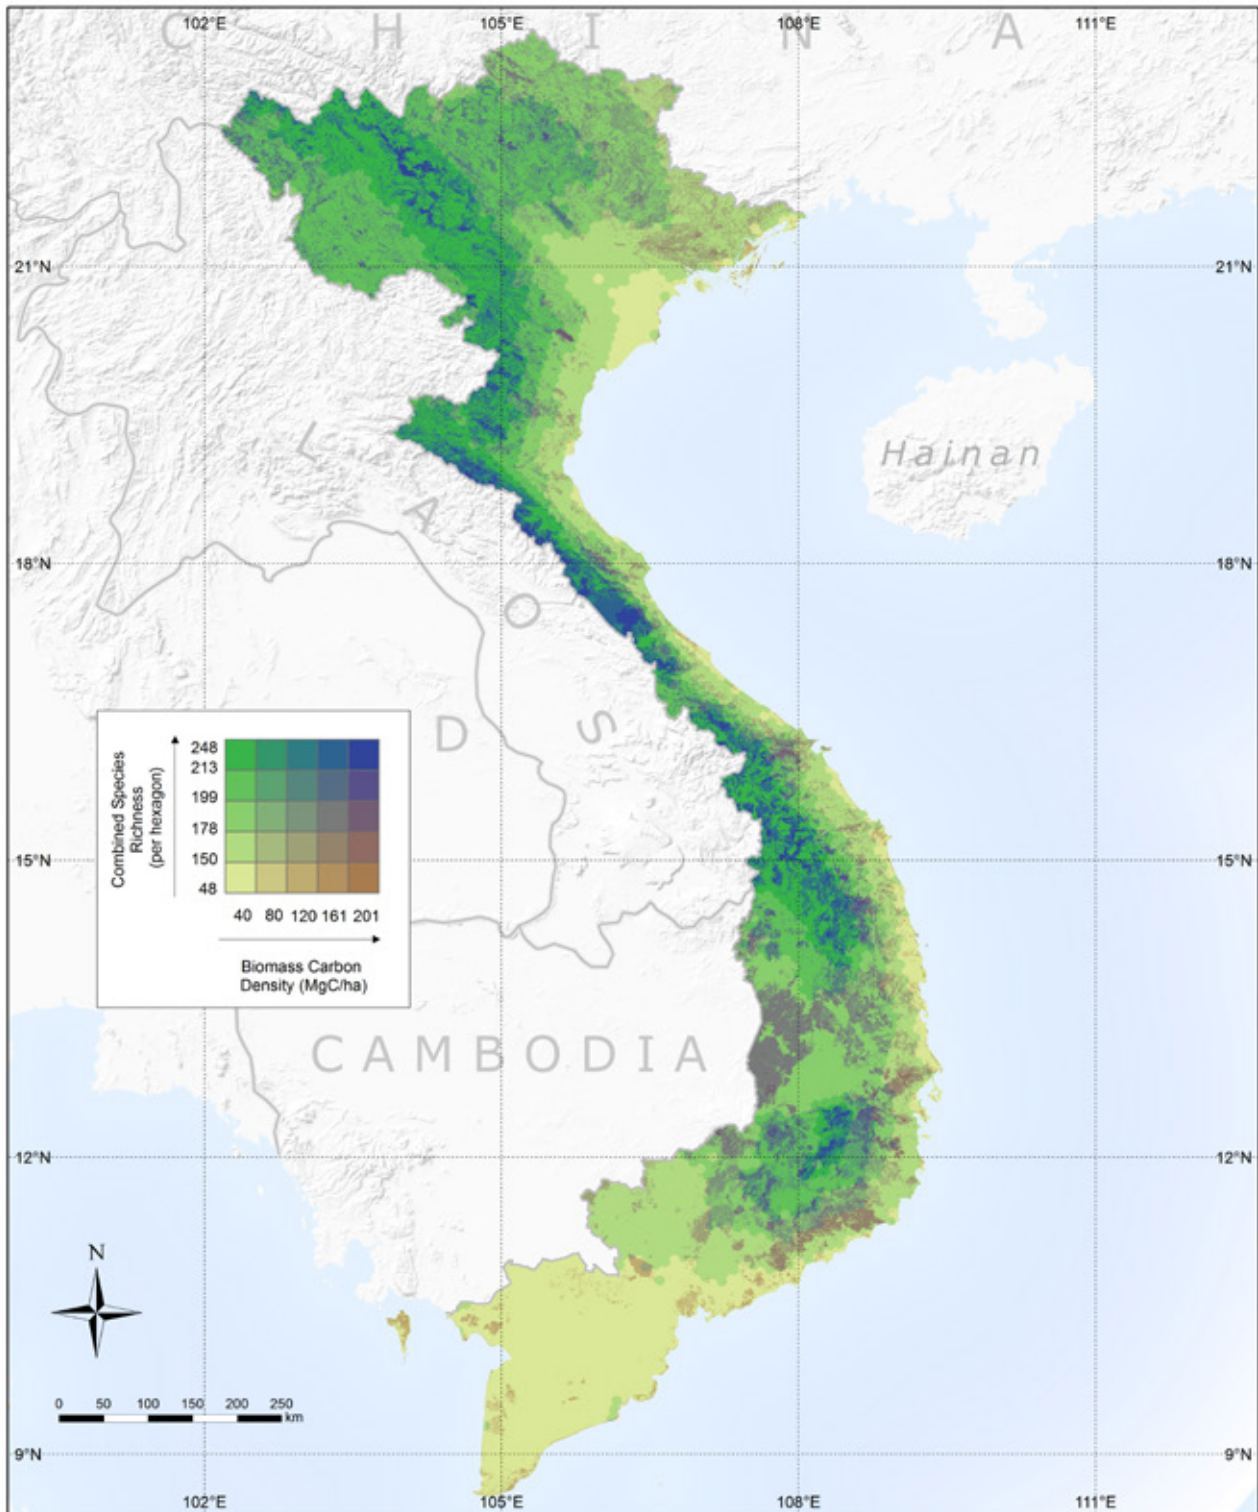 102°E 105°E 108°E 111°E
C H I N A
21°N 21°N
Hainan
L A O S
18°N 18°N
D
Combined Species
Richness
(per hexagon)
248
213
199
178
150
48
40 80 120 161 201
Biomass Carbon
Density (MgC/ha)
15°N 15°N
CAMBODIA
12°N 12°N
N
0 50 100 150 200 250
km
9°N 9°N
102°E 105°E 108°E 111°E